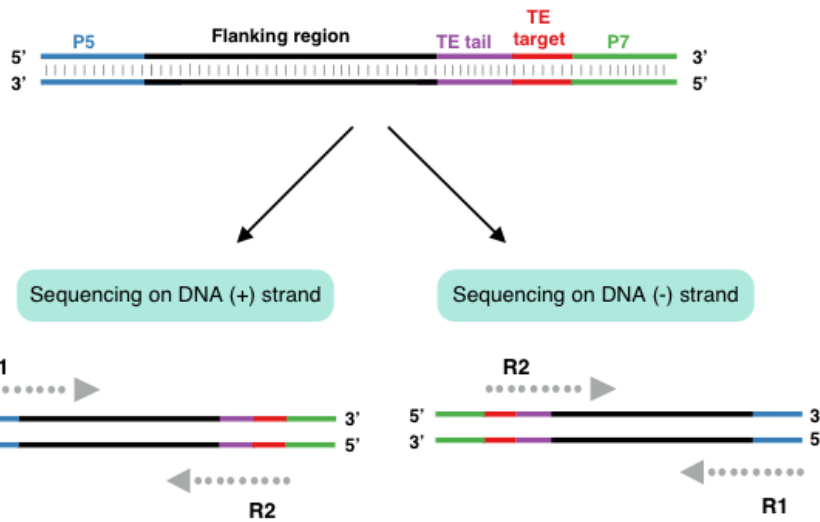 TE
P5 Flanking region TE tail target P7
5’ 3’
3’ 5’
Sequencing on DNA (+) strand Sequencing on DNA (-) strand
1 R2
3’ 5’ 3
5’ 3’ 5
R2 R1